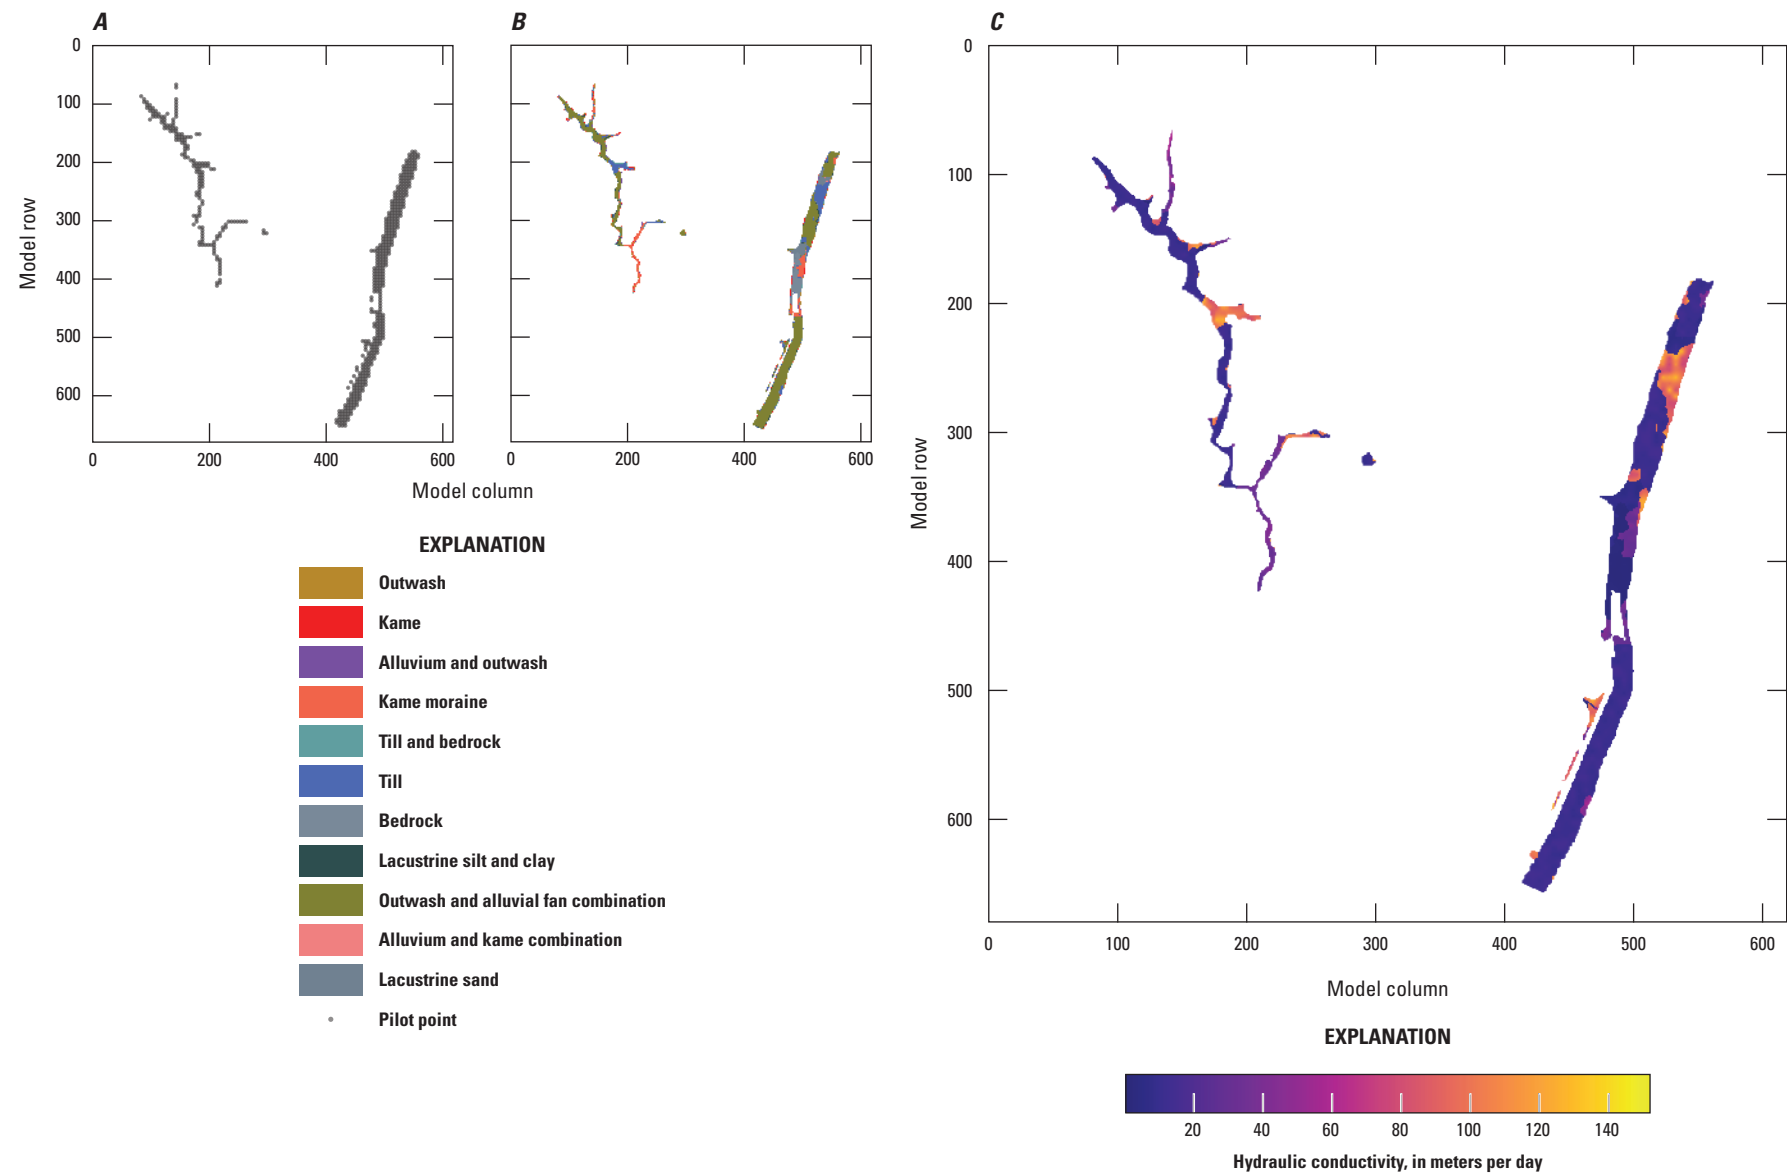 A
B
C
0
100
200
300
400
500
600
Model row
0
200
400
600
0
200
400
600
Model column
0
100
200
300
400
500
600
Model row
0
100
200
300
400
500
600
Model column
EXPLANATION
Outwash
Kame
Alluvium and outwash
Kame moraine
Till and bedrock
Till
Bedrock
Lacustrine silt and clay
Outwash and alluvial fan combination
Alluvium and kame combination
Lacustrine sand
Pilot point
EXPLANATION
20
40
60
80
100
120
140
Hydraulic conductivity, in meters per day